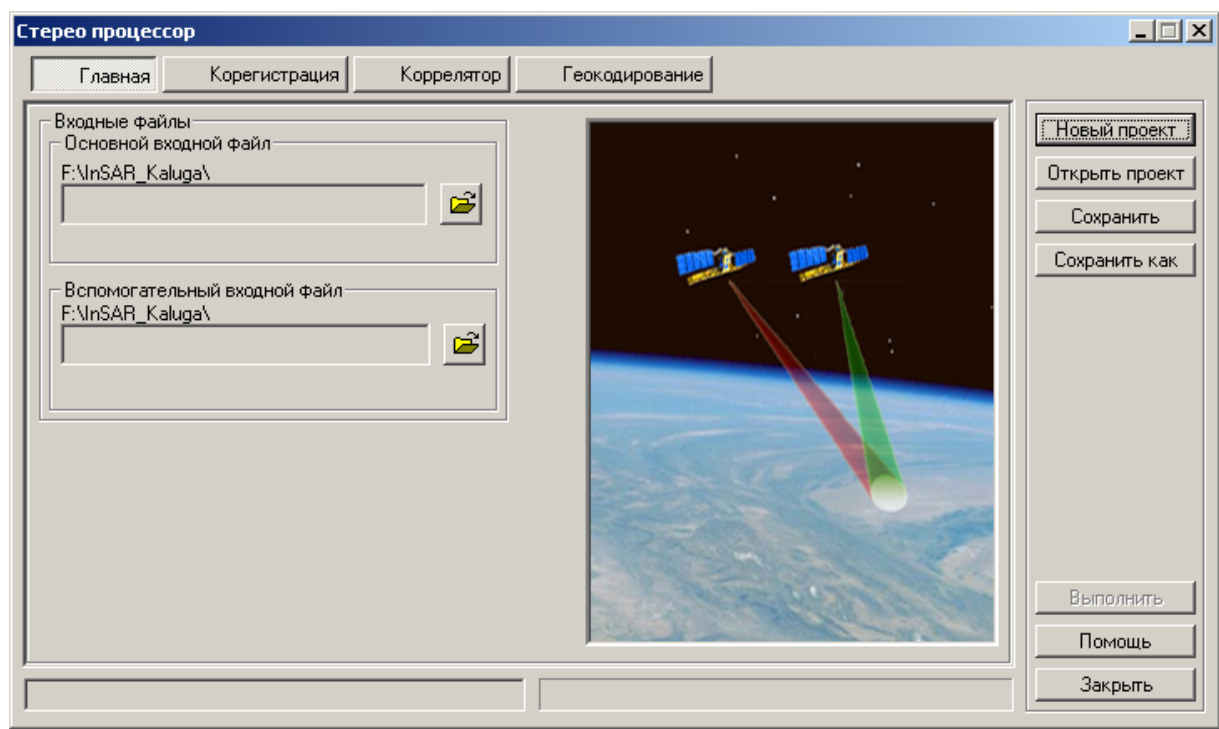 Стерео процессор
Главная
Корегистрация
Коррелятор
Геокодирование
Входные файлы
Основной входной файл
F:\InSAR_Kaluga\
Вспомогательный входной файл
F:\InSAR_Kaluga\
Новый проект
Открыть проект
Сохранить
Сохранить как
Выполнить
Помощь
Закрыть